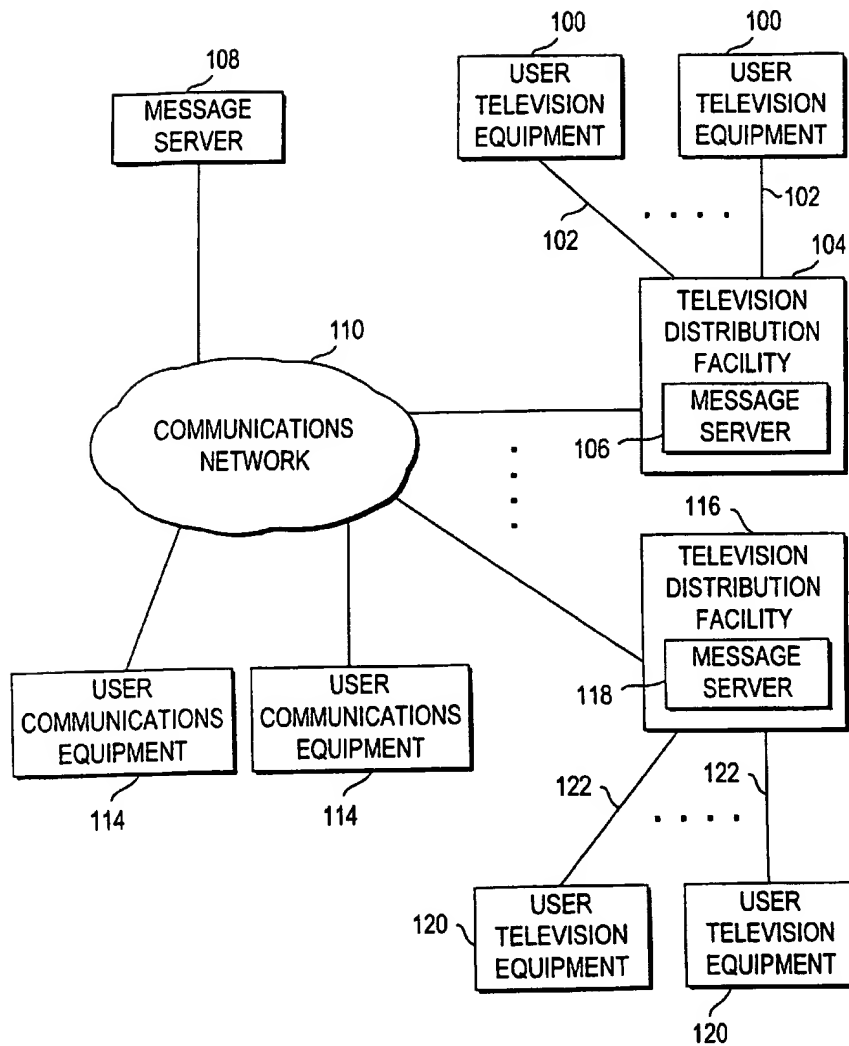 100
100
108
USER
TELEVISION
EQUIPMENT
USER
TELEVISION
EQUIPMENT
MESSAGE
SERVER
102
102
104
TELEVISION
DISTRIBUTION
FACILITY
MESSAGE
SERVER
106
110
COMMUNICATIONS
NETWORK
116
TELEVISION
DISTRIBUTION
FACILITY
MESSAGE
SERVER
118
USER
COMMUNICATIONS
EQUIPMENT
USER
COMMUNICATIONS
EQUIPMENT
114
114
122
122
120
USER
TELEVISION
EQUIPMENT
USER
TELEVISION
EQUIPMENT
120